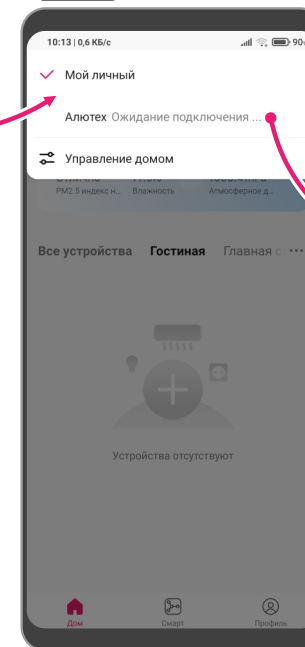 10:13 | 0,6 КБ/с 90
Мой личный
Алютех Ожидание подключения ...
Управление домом
PM2.5 индекс н... Влажность Атмосферное д...
Все устройства Гостиная Главная с ...
Устройства отсутствуют
Дом Смарт Профиль